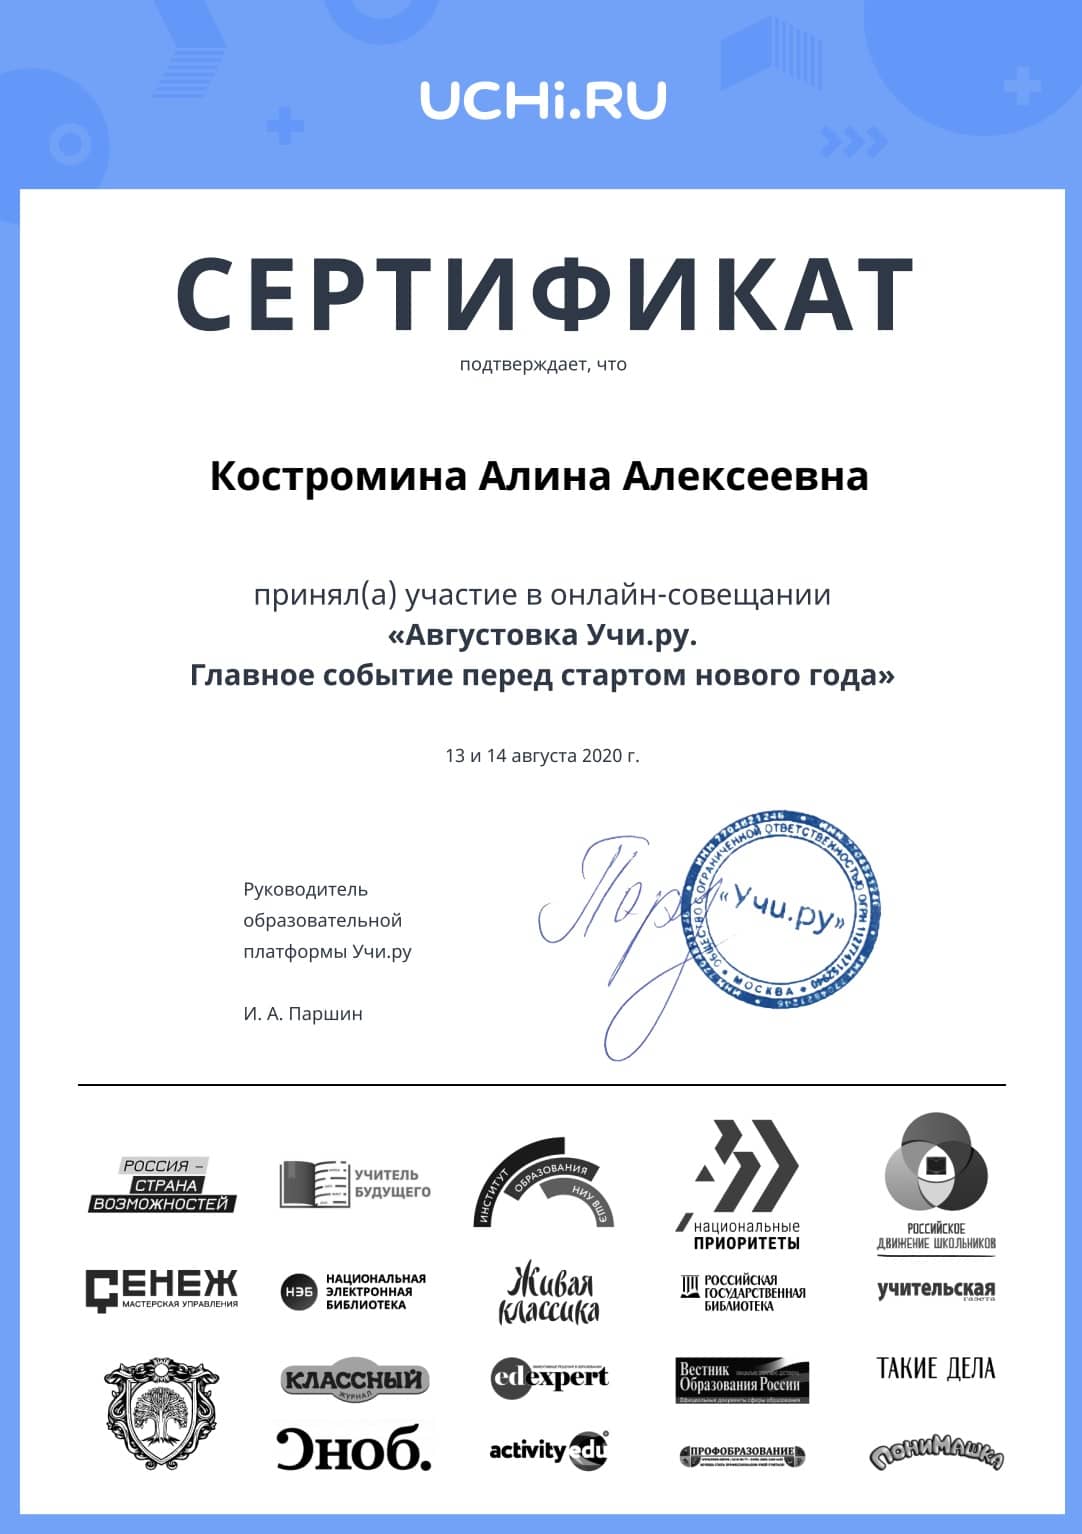 UCHi.RU
СЕРТИФИКАТ
подтверждает, что
Костромина Алина Алексеевна
принял(а) участие в онлайн-совещании
«Августовка Учи.ру.
Главное событие перед стартом нового года»
13 и 14 августа 2020 г.
Руководитель
образовательной
платформы Учи.ру
И. А. Паршин
«Учи.ру»
МОСКВА
РОССИЯ –
СТРАНА
ВОЗМОЖНОСТЕЙ
УЧИТЕЛЬ
БУДУЩЕГО
ИНСТИТУТ
ОБРАЗОВАНИЯ
НИУ ВШЭ
национальные
ПРИОРИТЕТЫ
РОССИЙСКОЕ
ДВИЖЕНИЕ ШКОЛЬНИКОВ
СЕНЕЖ
МАСТЕРСКАЯ УПРАВЛЕНИЯ
НЭБ
НАЦИОНАЛЬНАЯ
ЭЛЕКТРОННАЯ
БИБЛИОТЕКА
Живая
классика
РОССИЙСКАЯ
ГОСУДАРСТВЕННАЯ
БИБЛИОТЕКА
учительская
газета
КЛАССНЫЙ
ЖУРНАЛ
edexpert
Вестник
Образования России
ТАКИЕ ДЕЛА
Сноб.
activityedu
ПРОФОБРАЗОВАНИЕ
ПОНИМАШКА